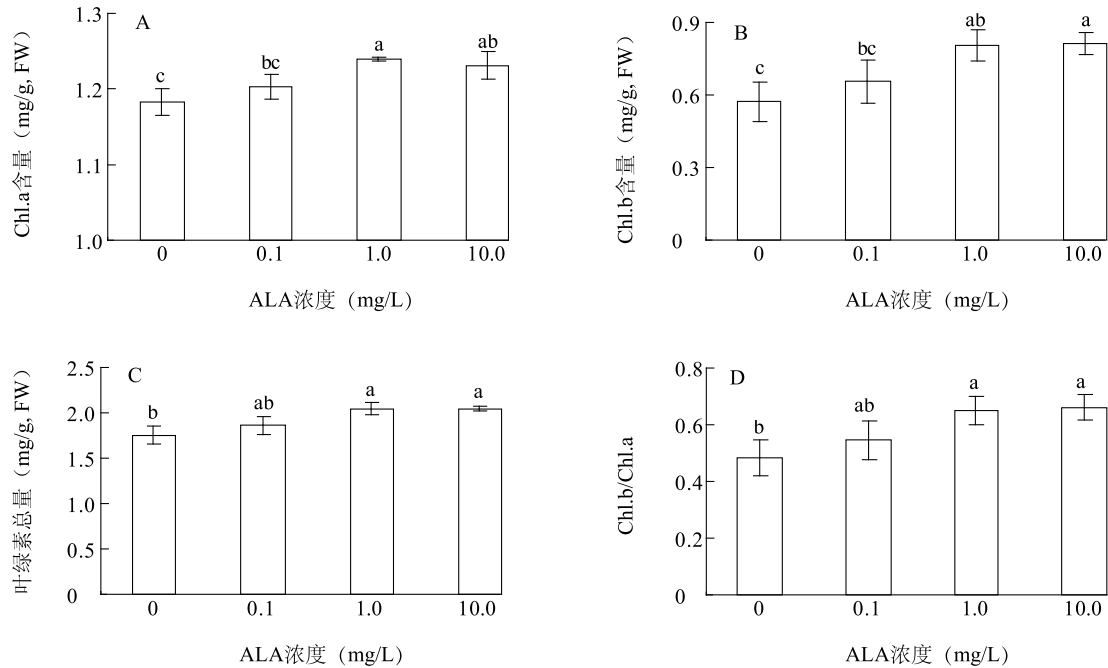 A
Chl.a含量（mg/g, FW）
1.3
1.2
1.1
1.0
c
bc
a
ab
0
0.1
1.0
10.0
ALA浓度（mg/L）
B
Chl.b含量（mg/g, FW）
0.9
0.6
0.3
0
c
bc
ab
a
0
0.1
1.0
10.0
ALA浓度（mg/L）
C
叶绿素总量（mg/g, FW）
2.5
2.0
1.5
1.0
0.5
0
b
ab
a
a
0
0.1
1.0
10.0
ALA浓度（mg/L）
D
Chl.b/Chl.a
0.8
0.6
0.4
0.2
0
b
ab
a
a
0
0.1
1.0
10.0
ALA浓度（mg/L）